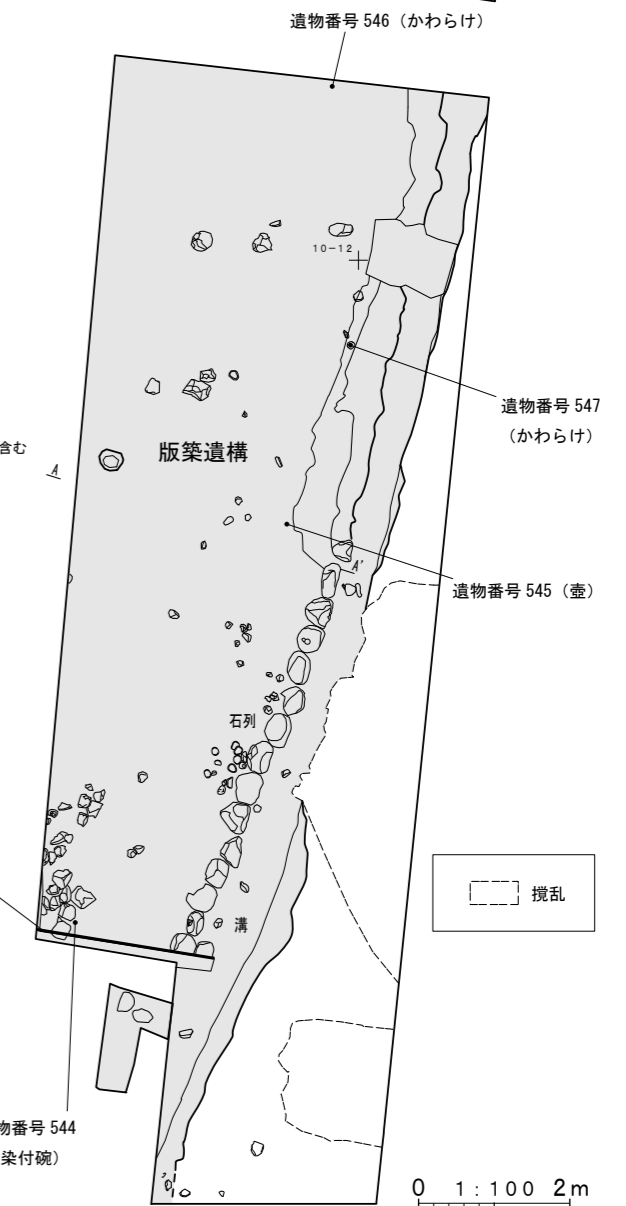 遺物番号 546（かわらけ）
10-12
遺物番号 547
（かわらけ）
含む
A
版築遺構
A'
遺物番号 545（壺）
石列
攪乱
溝
物番号 544
染付碗）
0 1:100 2m